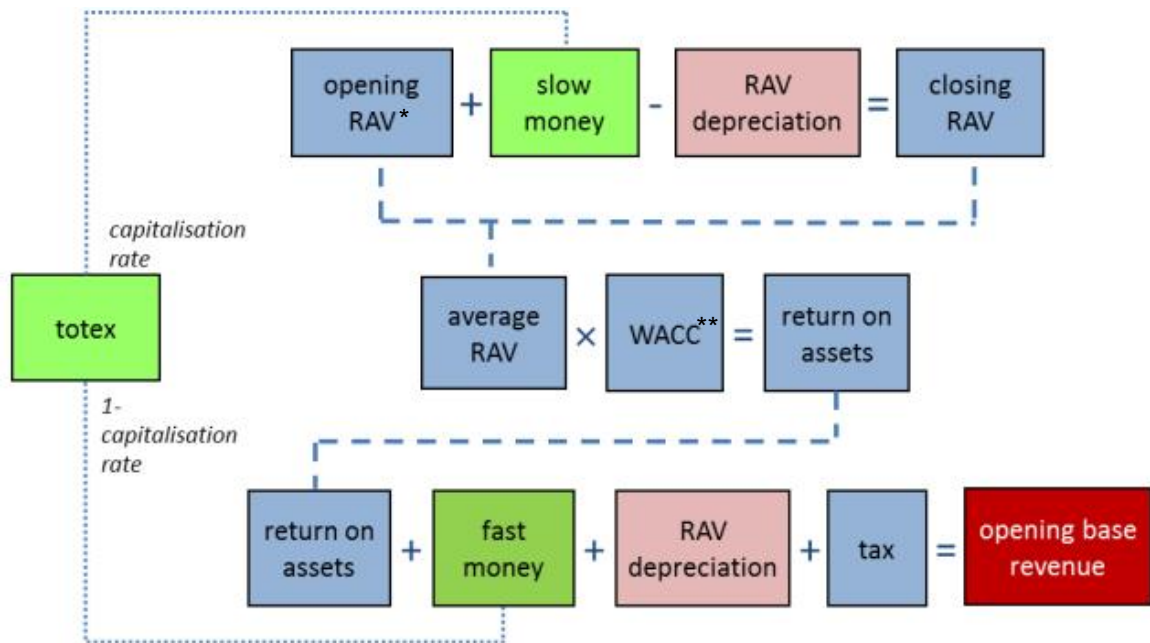 opening
RAV*
+
slow
money
-
RAV
depreciation
=
closing
RAV
capitalisation
rate
totex
average
RAV
×
WACC**
=
return on
assets
1-
capitalisation
rate
return on
assets
+
fast
money
+
RAV
depreciation
+
tax
=
opening base
revenue